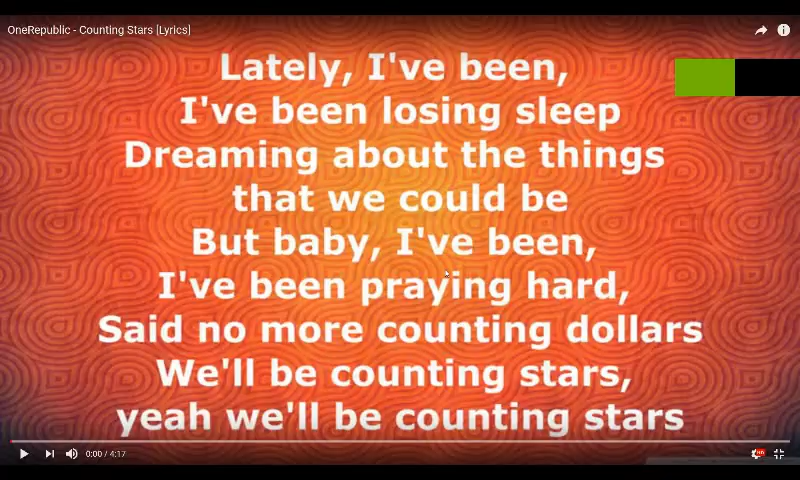 OneRepublic - Counting Stars [Lyrics]
Lately, I've been,
I've been losing sleep
Dreaming about the things
that we could be
But baby, I've been,
I've been praying hard,
Said no more counting dollars
We'll be counting stars,
yeah we'll be counting stars
0:00 / 4:17
HD